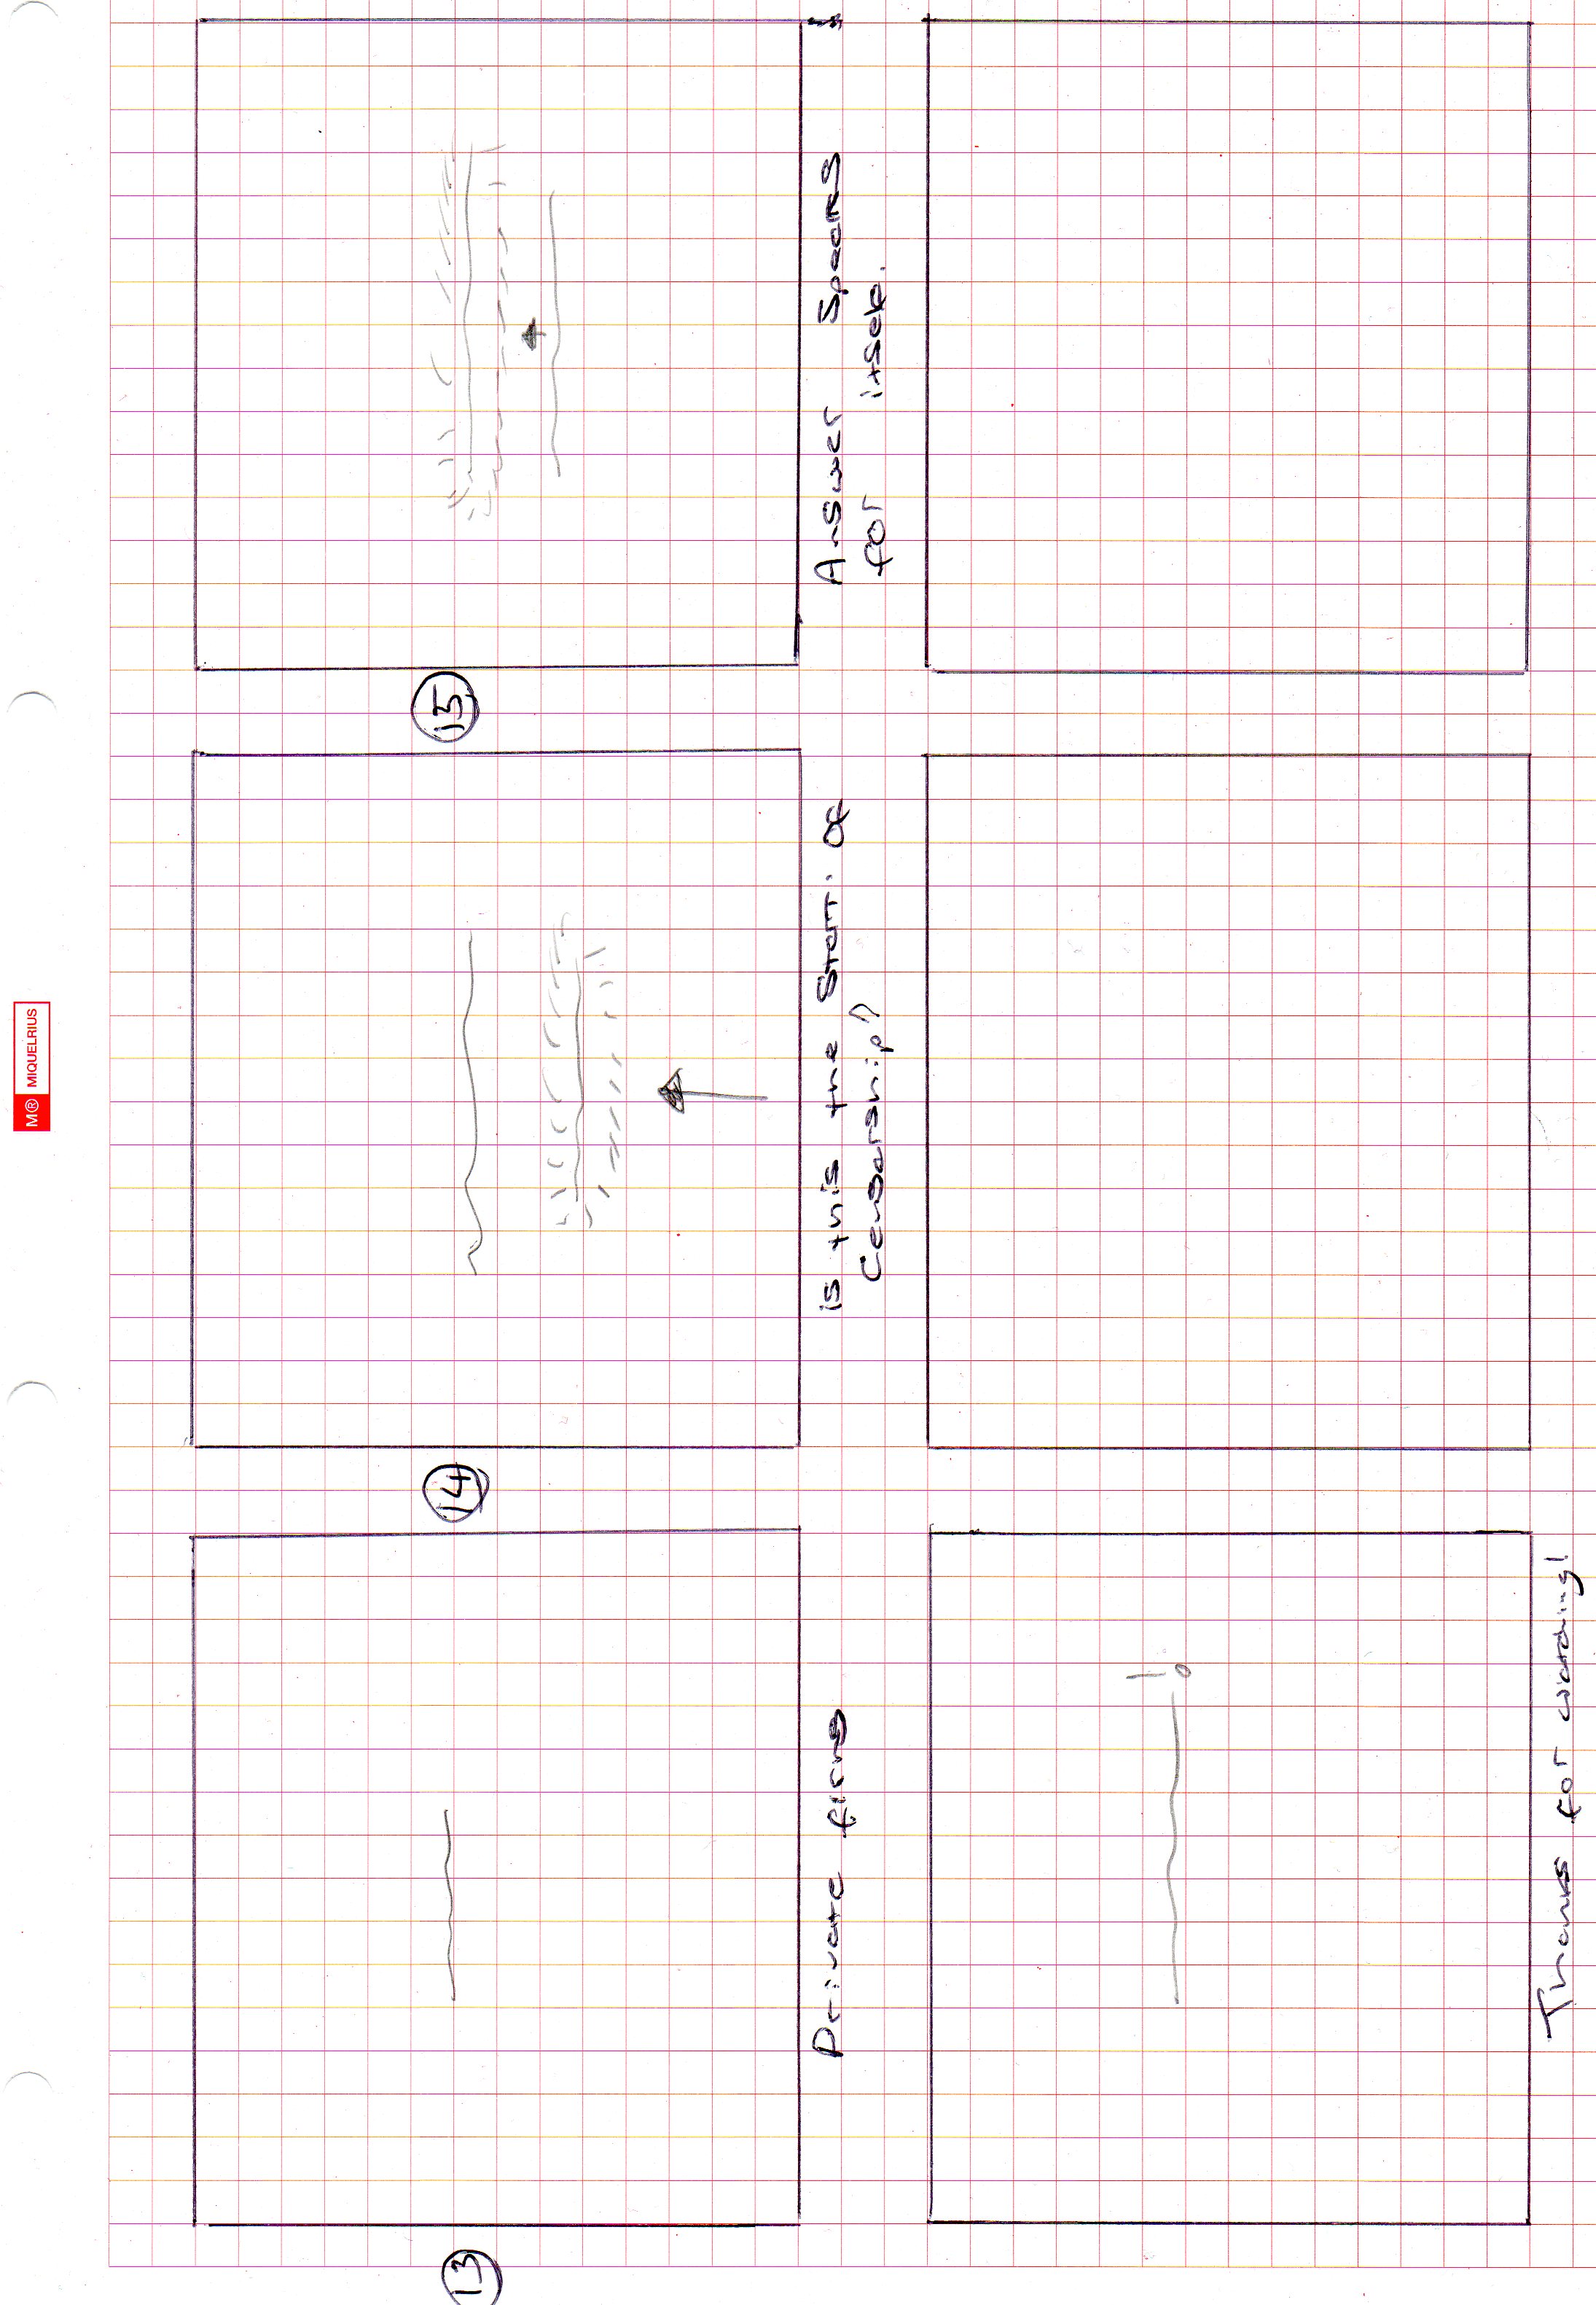 13
14
15
Private firms
is this the start. of
Censorship?
Answer Speaks
for itself.
Thanks for watching!
M® MIQUELRIUS